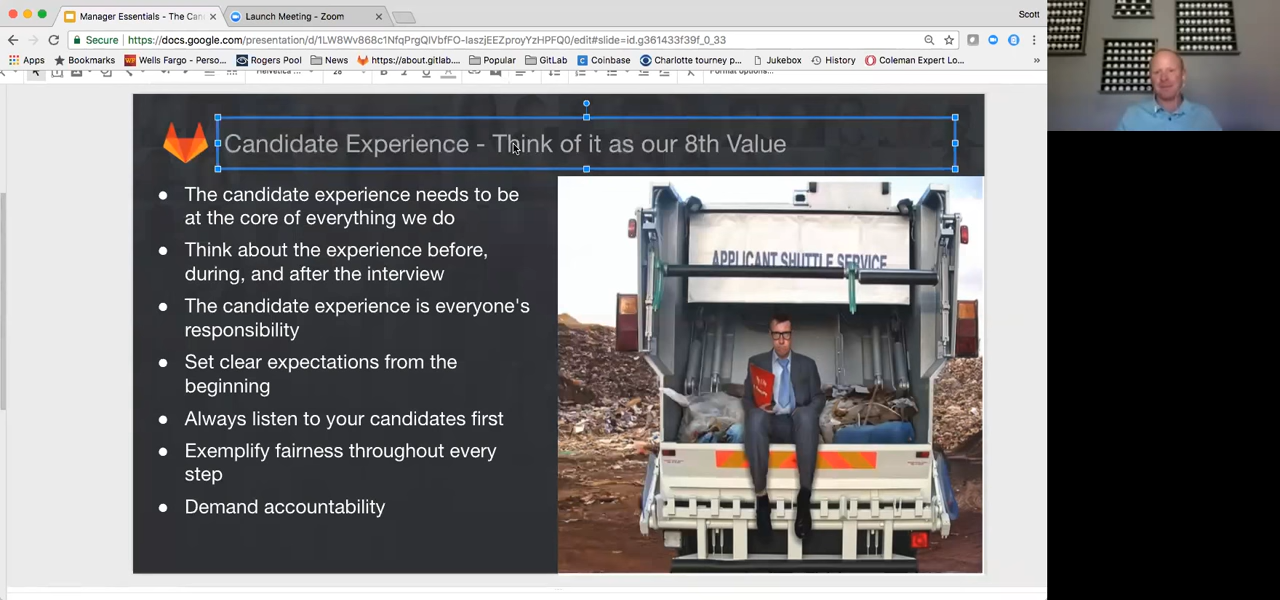 Manager Essentials - The Can
Launch Meeting - Zoom
Scott
Secure
https://docs.google.com/presentation/d/1LW8Wv868C1NfqPrgQIVbfFO-IaszjEEZproyYzHPFQ0/edit#slide=id.g361433f39f_0_33
Apps
Bookmarks
Wells Fargo - Perso...
Rogers Pool
News
https://about.gitlab...
Popular
GitLab
Coinbase
Charlotte tourney p...
Jukebox
History
Coleman Expert Lo...
»
Candidate Experience - Think of it as our 8th Value
● The candidate experience needs to be
at the core of everything we do
● Think about the experience before,
during, and after the interview
● The candidate experience is everyone's
responsibility
● Set clear expectations from the
beginning
● Always listen to your candidates first
● Exemplify fairness throughout every
step
● Demand accountability
APPLICANT SHUTTLE SERVICE